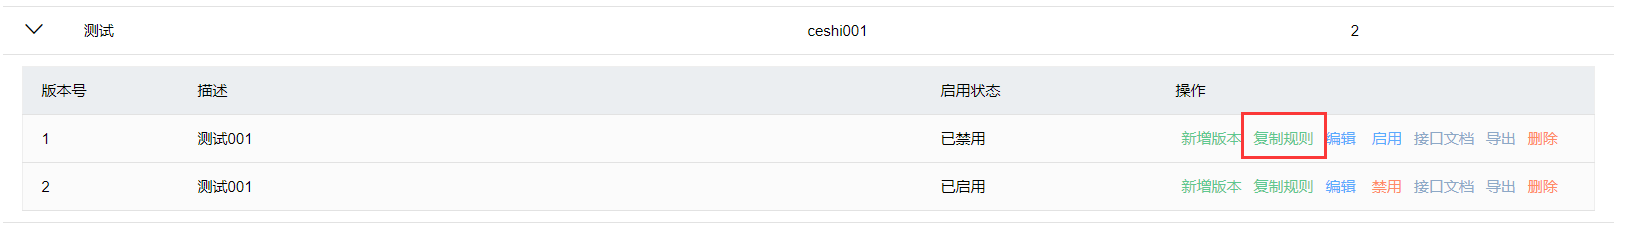 测试 ceshi001 2
版本号 描述 启用状态 操作
1 测试001 已禁用 新增版本 复制规则 编辑 启用 接口文档 导出 删除
2 测试001 已启用 新增版本 复制规则 编辑 禁用 接口文档 导出 删除